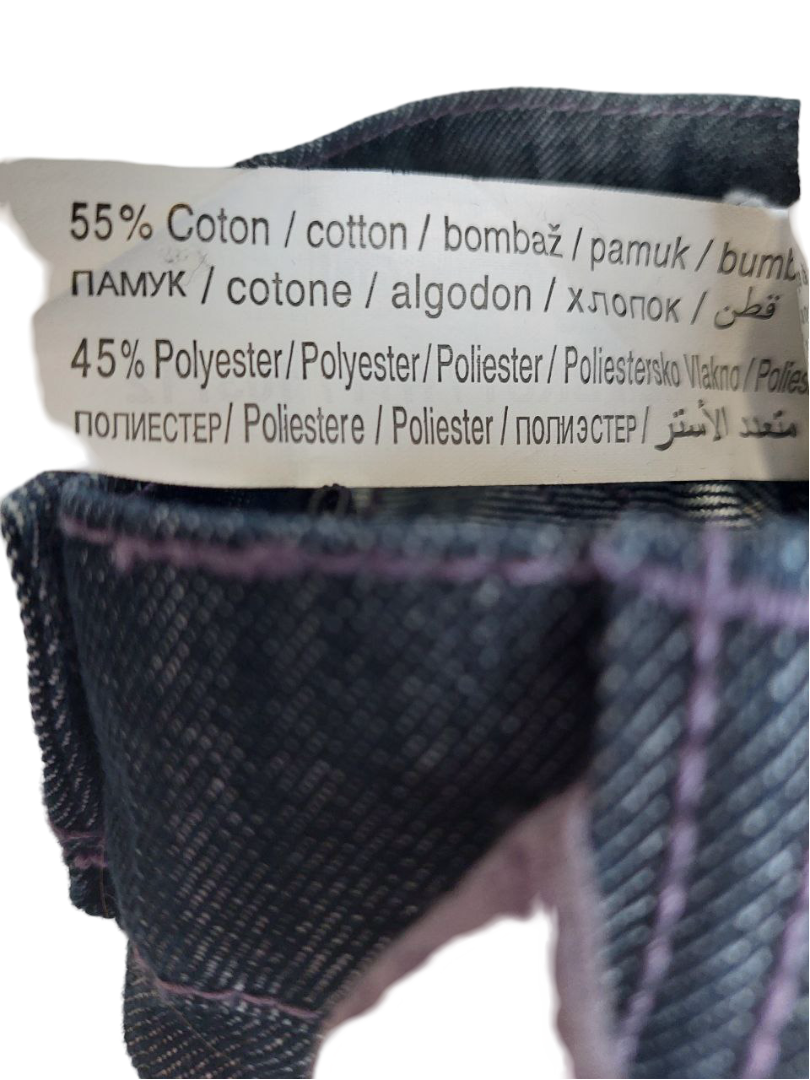 55% Coton / cotton / bombaž / pamuk /
ПАМУК / cotone / algodon / хлопок / قطن
45% Polyester / Polyester / Poliester / Poliestersko Vlakno /
ПОЛИЕСТЕР / Poliestere / Poliester / ПОЛИЭСТЕР / متعدد الأستر